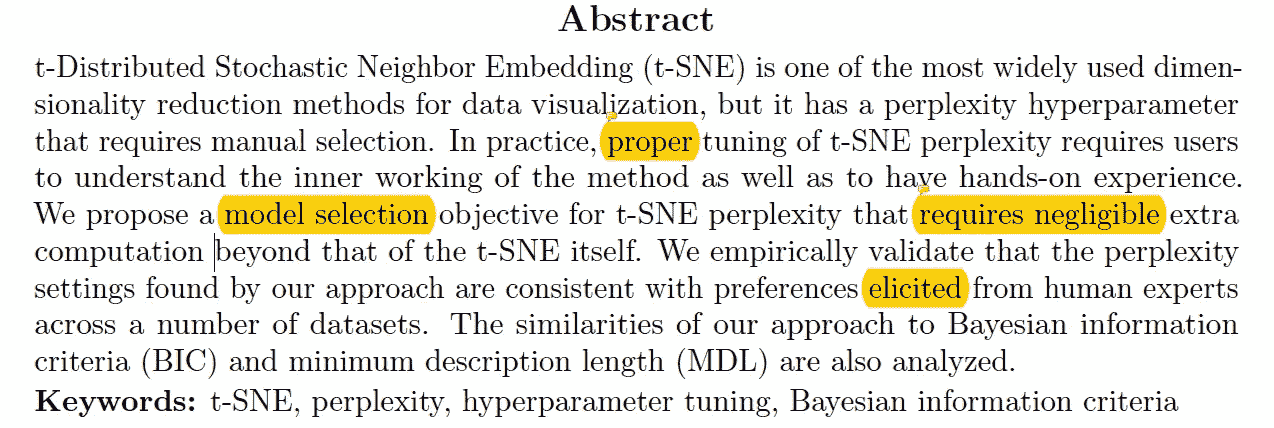 Abstract
t-Distributed Stochastic Neighbor Embedding (t-SNE) is one of the most widely used dimen-
sionality reduction methods for data visualization, but it has a perplexity hyperparameter
that requires manual selection. In practice, proper tuning of t-SNE perplexity requires users
to understand the inner working of the method as well as to have hands-on experience.
We propose a model selection objective for t-SNE perplexity that requires negligible extra
computation beyond that of the t-SNE itself. We empirically validate that the perplexity
settings found by our approach are consistent with preferences elicited from human experts
across a number of datasets. The similarities of our approach to Bayesian information
criteria (BIC) and minimum description length (MDL) are also analyzed.
Keywords: t-SNE, perplexity, hyperparameter tuning, Bayesian information criteria